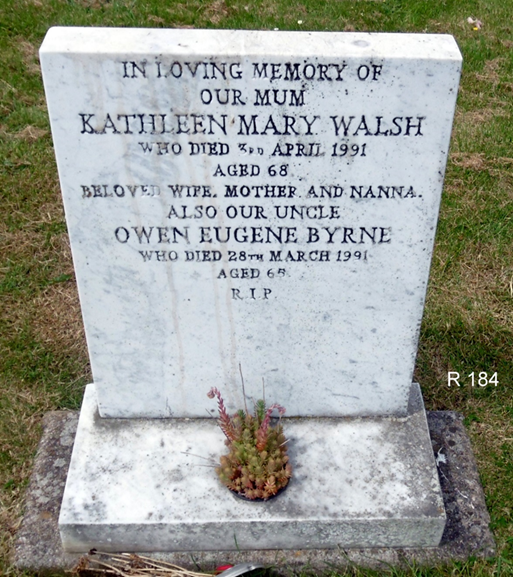 IN LOVING MEMORY OF
OUR MUM
KATHLEEN MARY WALSH
WHO DIED 3RD APRIL 1991
AGED 68
BELOVED WIFE, MOTHER AND NANNA.
ALSO OUR UNCLE
OWEN EUGENE BYRNE
WHO DIED 28TH MARCH 1991
AGED 65
R.I.P.
R 184